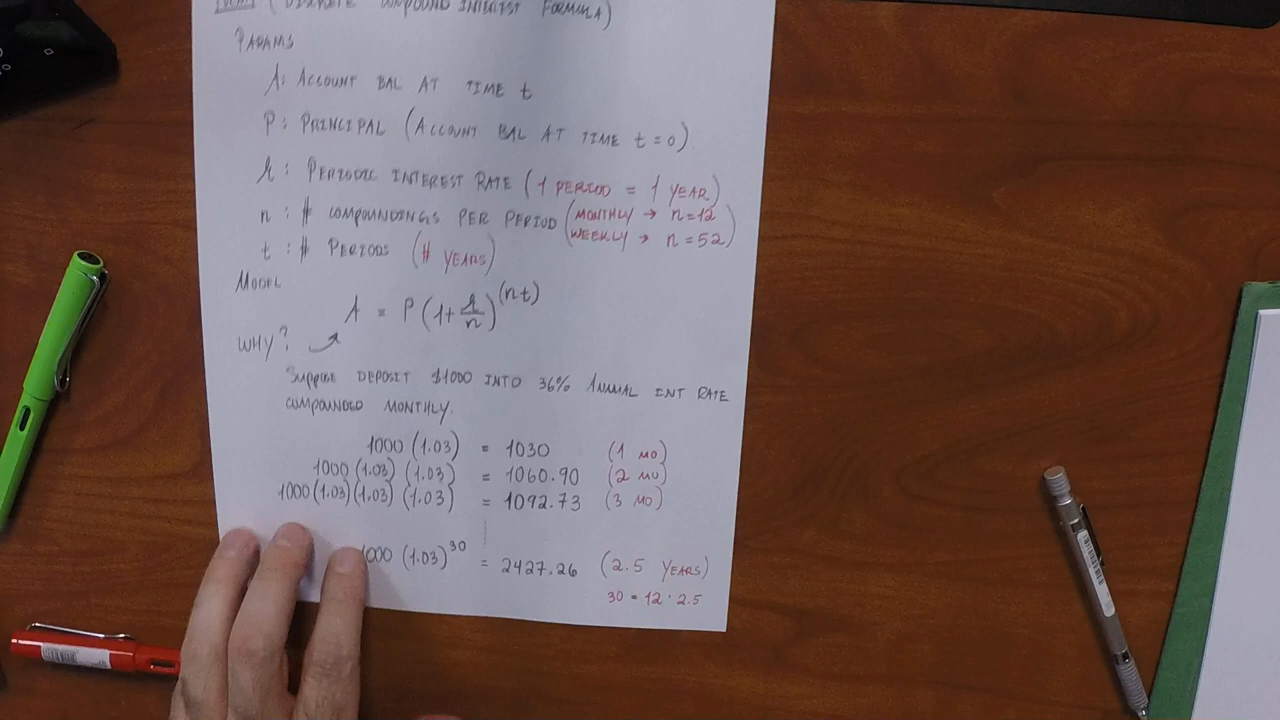 (DISCRETE COMPOUND INTEREST FORMULA)
PARAMS
A: ACCOUNT BAL AT TIME t
P: PRINCIPAL (ACCOUNT BAL AT TIME t = 0)
r: PERIODIC INTEREST RATE (1 PERIOD = 1 YEAR)
n: # COMPOUNDINGS PER PERIOD (MONTHLY → n=12
WEEKLY → n=52)
t: # PERIODS (# YEARS)
MODEL
A = P(1+r/n)^(nt)
WHY?
SUPPOSE DEPOSIT $1000 INTO 36% ANNUAL INT RATE
COMPOUNDED MONTHLY.
1000 (1.03) = 1030 (1 MO)
1000 (1.03) (1.03) = 1060.90 (2 MO)
1000 (1.03) (1.03) (1.03) = 1092.73 (3 MO)
1000 (1.03)^30 = 2427.26 (2.5 YEARS)
30 = 12 · 2.5